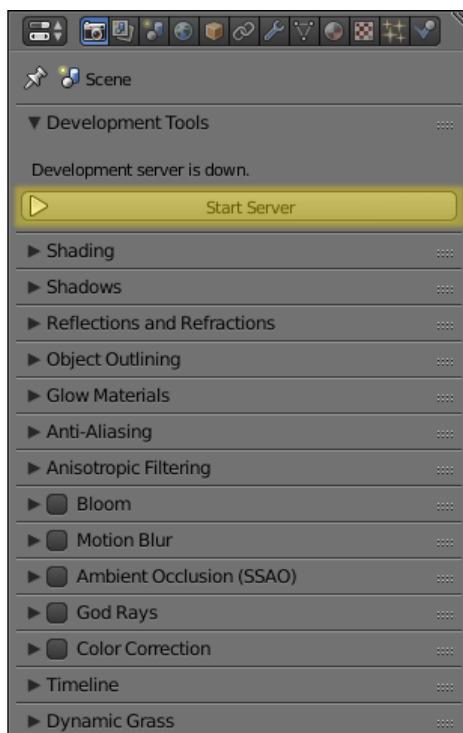 Scene
Development Tools
Development server is down.
Start Server
Shading
Shadows
Reflections and Refractions
Object Outlining
Glow Materials
Anti-Aliasing
Anisotropic Filtering
Bloom
Motion Blur
Ambient Occlusion (SSAO)
God Rays
Color Correction
Timeline
Dynamic Grass